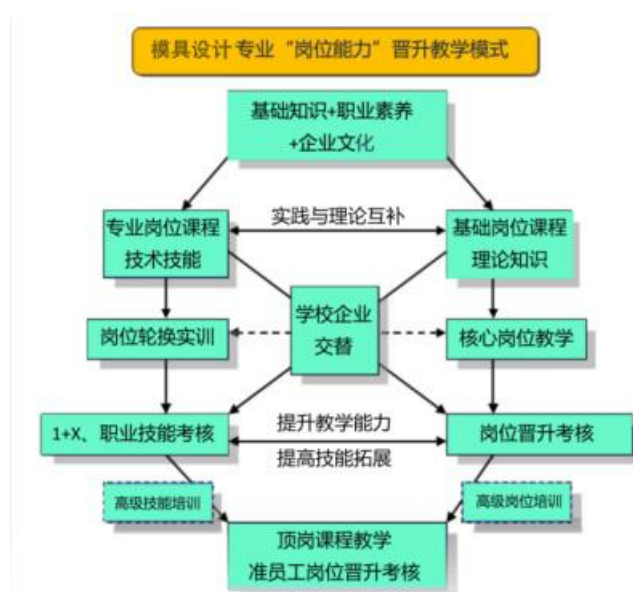 模具设计专业“岗位能力”晋升教学模式
基础知识+职业素养
+企业文化
专业岗位课程
技术技能
实践与理论互补
基础岗位课程
理论知识
学校企业
交替
岗位轮换实训
核心岗位教学
1+X、职业技能考核
提升教学能力
提高技能拓展
岗位晋升考核
高级技能培训
高级岗位培训
顶岗课程教学
准员工岗位晋升考核